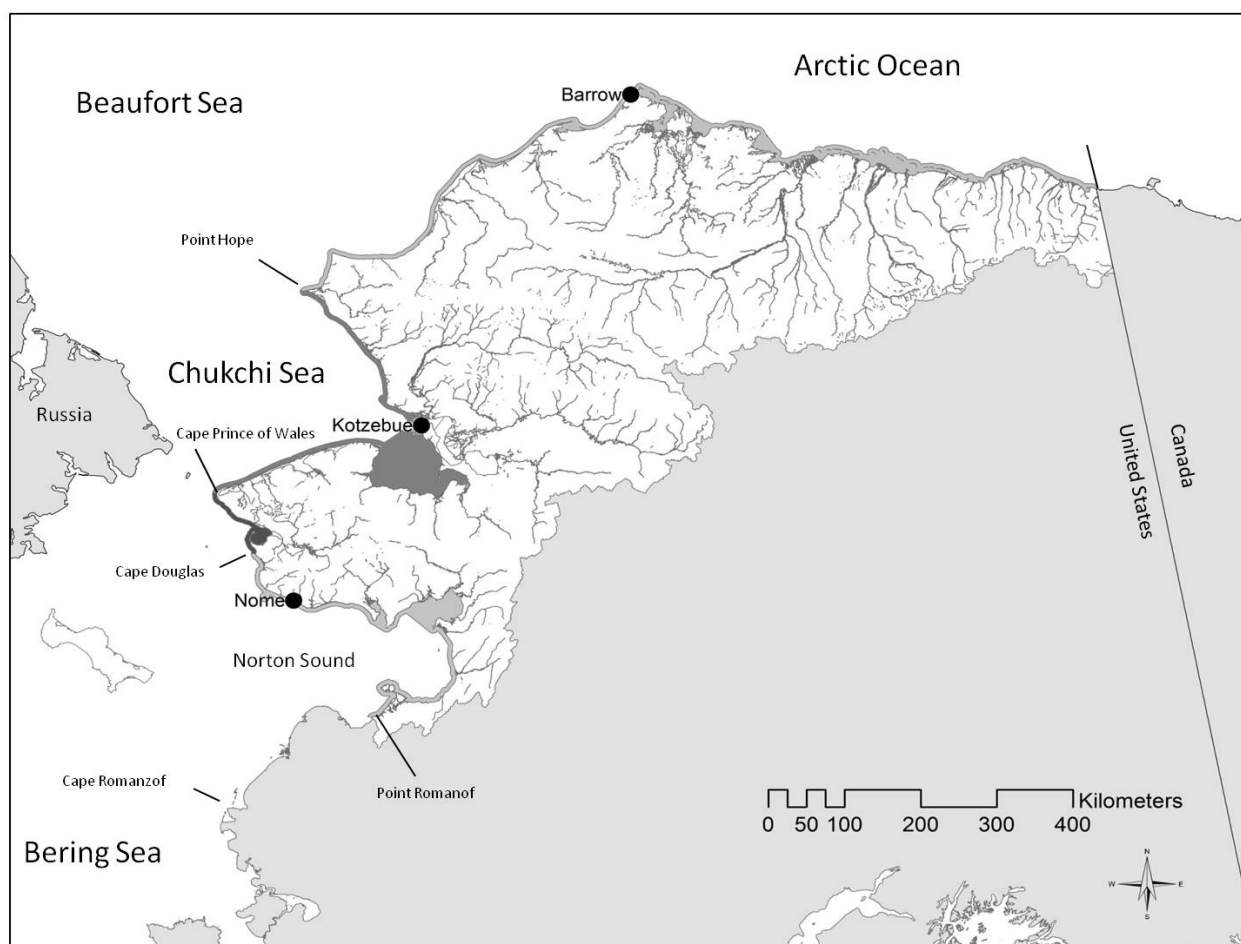 Arctic Ocean
Beaufort Sea
Barrow
Point Hope
Chukchi Sea
Russia
Cape Prince of Wales
Kotzebue
United States
Canada
Cape Douglas
Nome
Norton Sound
Cape Romanzof
Point Romanof
Kilometers
0 50 100 200 300 400
Bering Sea
N
W E
S